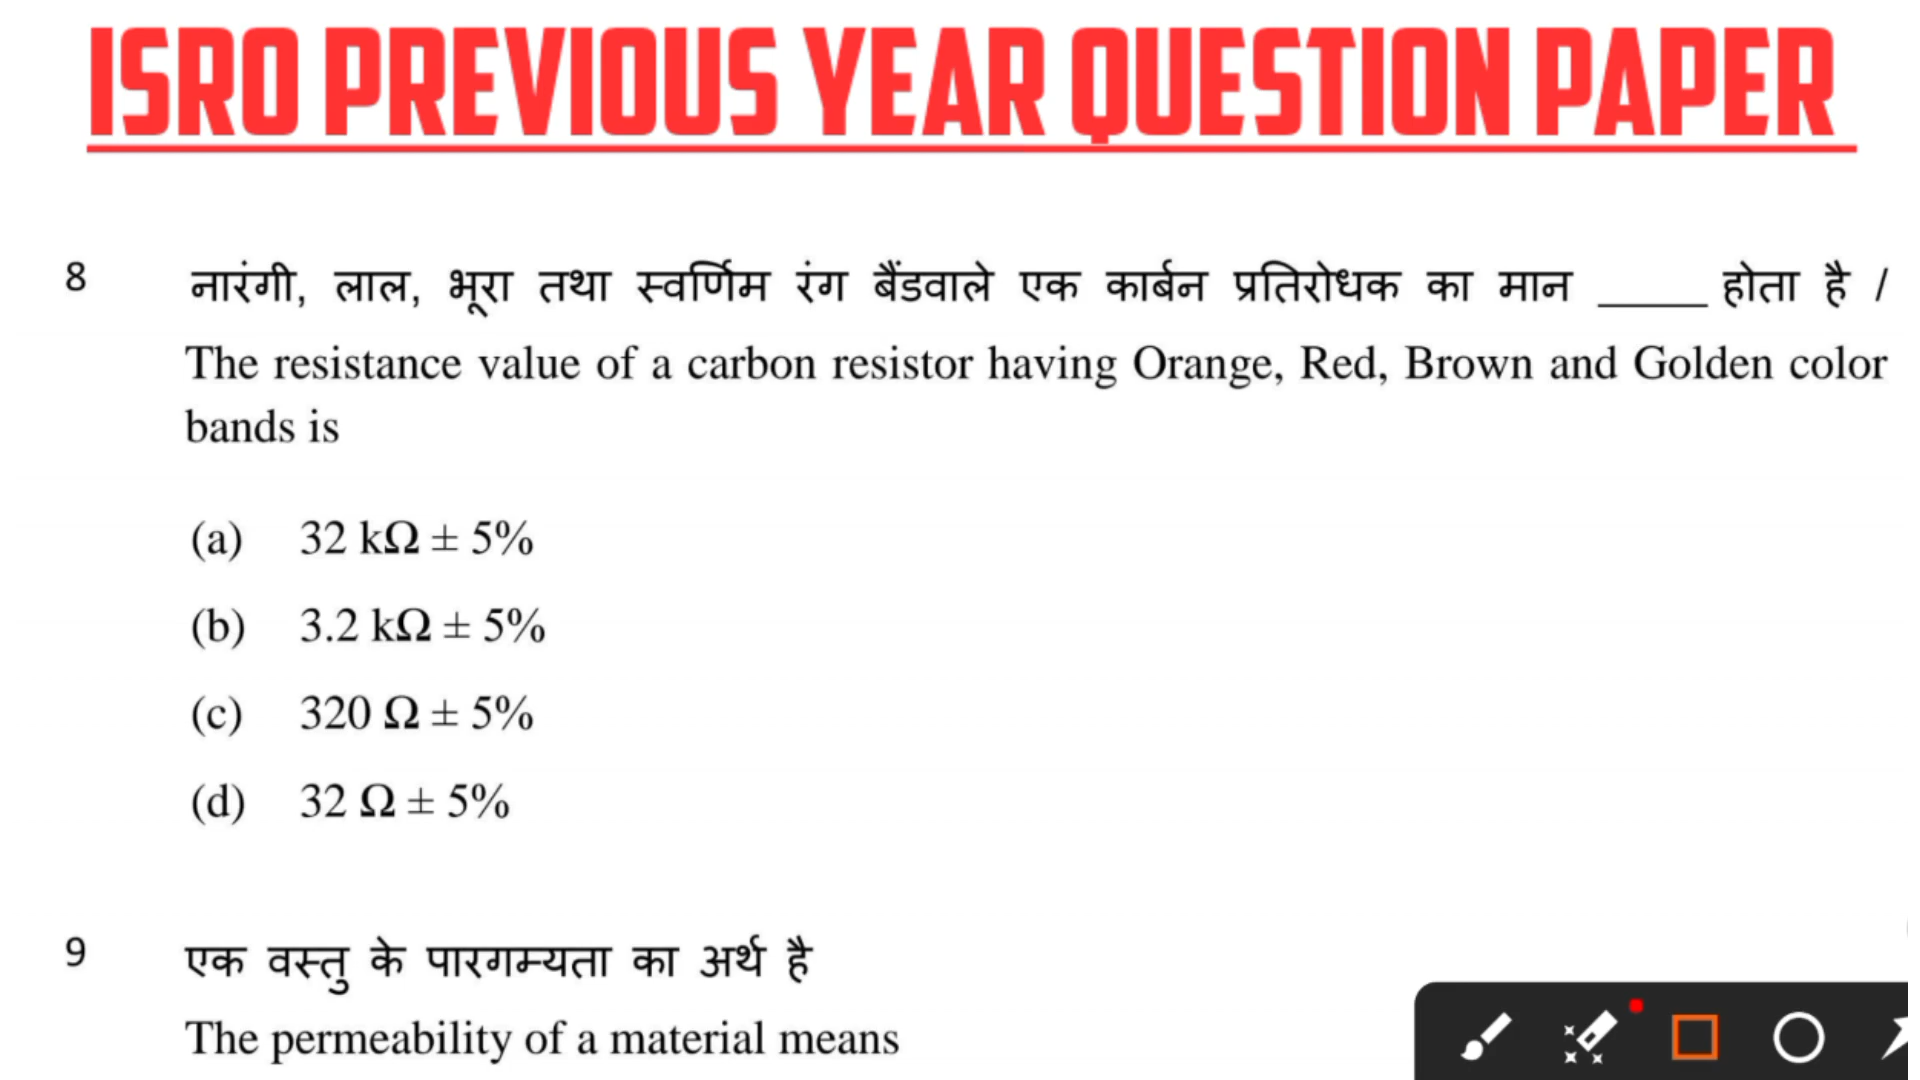 ISRO PREVIOUS YEAR QUESTION PAPER
8 नारंगी, लाल, भूरा तथा स्वर्णिम रंग बैंडवाले एक कार्बन प्रतिरोधक का मान _____ होता है /
The resistance value of a carbon resistor having Orange, Red, Brown and Golden color
bands is
(a) 32 kΩ ± 5%
(b) 3.2 kΩ ± 5%
(c) 320 Ω ± 5%
(d) 32 Ω ± 5%
9 एक वस्तु के पारगम्यता का अर्थ है
The permeability of a material means